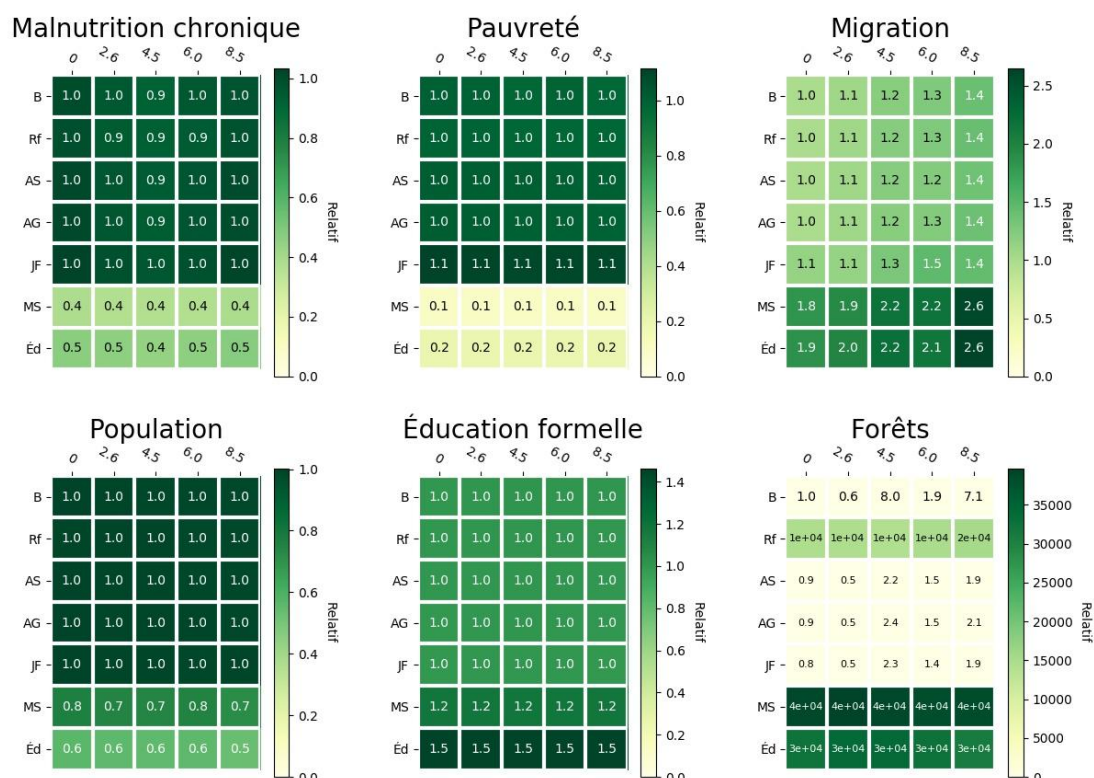 Malnutrition chronique
0 2.6 4.5 6.0 8.5
B 1.0 1.0 0.9 1.0 1.0
Rf 1.0 0.9 0.9 0.9 1.0
AS 1.0 1.0 0.9 1.0 1.0
AG 1.0 1.0 0.9 1.0 1.0
JF 1.0 1.0 1.0 1.0 1.0
MS 0.4 0.4 0.4 0.4 0.4
Éd 0.5 0.5 0.4 0.5 0.5
1.0
0.8
0.6
0.4
0.2
0.0
Relatif
Pauvreté
0 2.6 4.5 6.0 8.5
B 1.0 1.0 1.0 1.0 1.0
Rf 1.0 1.0 1.0 1.0 1.0
AS 1.0 1.0 1.0 1.0 1.0
AG 1.0 1.0 1.0 1.0 1.0
JF 1.1 1.1 1.1 1.1 1.1
MS 0.1 0.1 0.1 0.1 0.1
Éd 0.2 0.2 0.2 0.2 0.2
1.0
0.8
0.6
0.4
0.2
0.0
Relatif
Migration
0 2.6 4.5 6.0 8.5
B 1.0 1.1 1.2 1.3 1.4
Rf 1.0 1.1 1.2 1.3 1.4
AS 1.0 1.1 1.2 1.2 1.4
AG 1.0 1.1 1.2 1.3 1.4
JF 1.1 1.1 1.3 1.5 1.4
MS 1.8 1.9 2.2 2.2 2.6
Éd 1.9 2.0 2.2 2.1 2.6
2.5
2.0
1.5
1.0
0.5
0.0
Relatif
Population
0 2.6 4.5 6.0 8.5
B 1.0 1.0 1.0 1.0 1.0
Rf 1.0 1.0 1.0 1.0 1.0
AS 1.0 1.0 1.0 1.0 1.0
AG 1.0 1.0 1.0 1.0 1.0
JF 1.0 1.0 1.0 1.0 1.0
MS 0.8 0.7 0.7 0.8 0.7
Éd 0.6 0.6 0.6 0.6 0.5
1.0
0.8
0.6
0.4
0.2
0.0
Relatif
Éducation formelle
0 2.6 4.5 6.0 8.5
B 1.0 1.0 1.0 1.0 1.0
Rf 1.0 1.0 1.0 1.0 1.0
AS 1.0 1.0 1.0 1.0 1.0
AG 1.0 1.0 1.0 1.0 1.0
JF 1.0 1.0 1.0 1.0 1.0
MS 1.2 1.2 1.2 1.2 1.2
Éd 1.5 1.5 1.5 1.5 1.5
1.4
1.2
1.0
0.8
0.6
0.4
0.2
0.0
Relatif
Forêts
0 2.6 4.5 6.0 8.5
B 1.0 0.6 8.0 1.9 7.1
Rf 1e+04 1e+04 1e+04 1e+04 2e+04
AS 0.9 0.5 2.2 1.5 1.9
AG 0.9 0.5 2.4 1.5 2.1
JF 0.8 0.5 2.3 1.4 1.9
MS 4e+04 4e+04 4e+04 4e+04 4e+04
Éd 3e+04 3e+04 3e+04 3e+04 3e+04
35000
30000
25000
20000
15000
10000
5000
0
Relatif